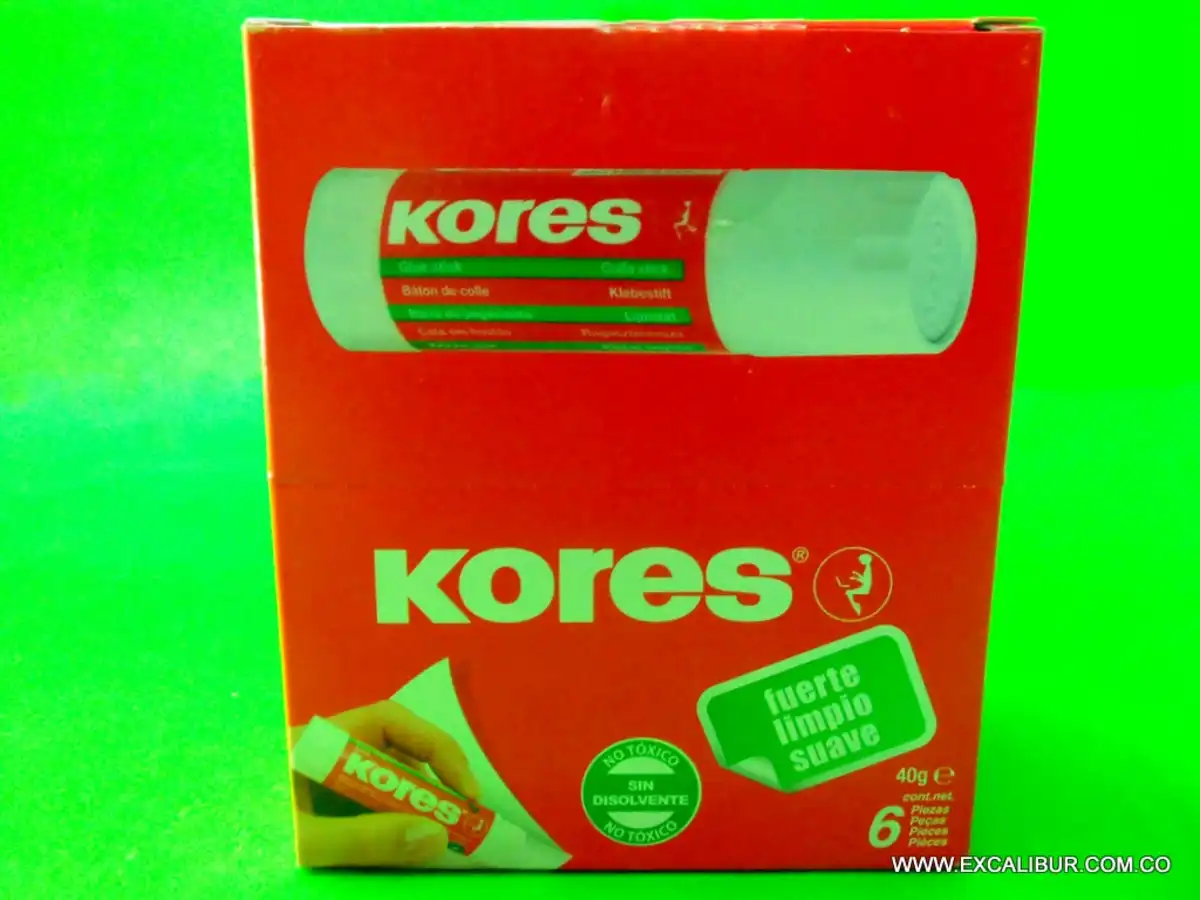 Kores
Glue stick
Cola stick
Bâton de colle
Klebestift
Kores®
fuerte
limpio
suave
Kores
NO TÓXICO
SIN
DISOLVENTE
NO TÓXICO
40g ℮
cont.net.
6
Piezas
Peças
Pieces
Pièces
WWW.EXCALIBUR.COM.CO